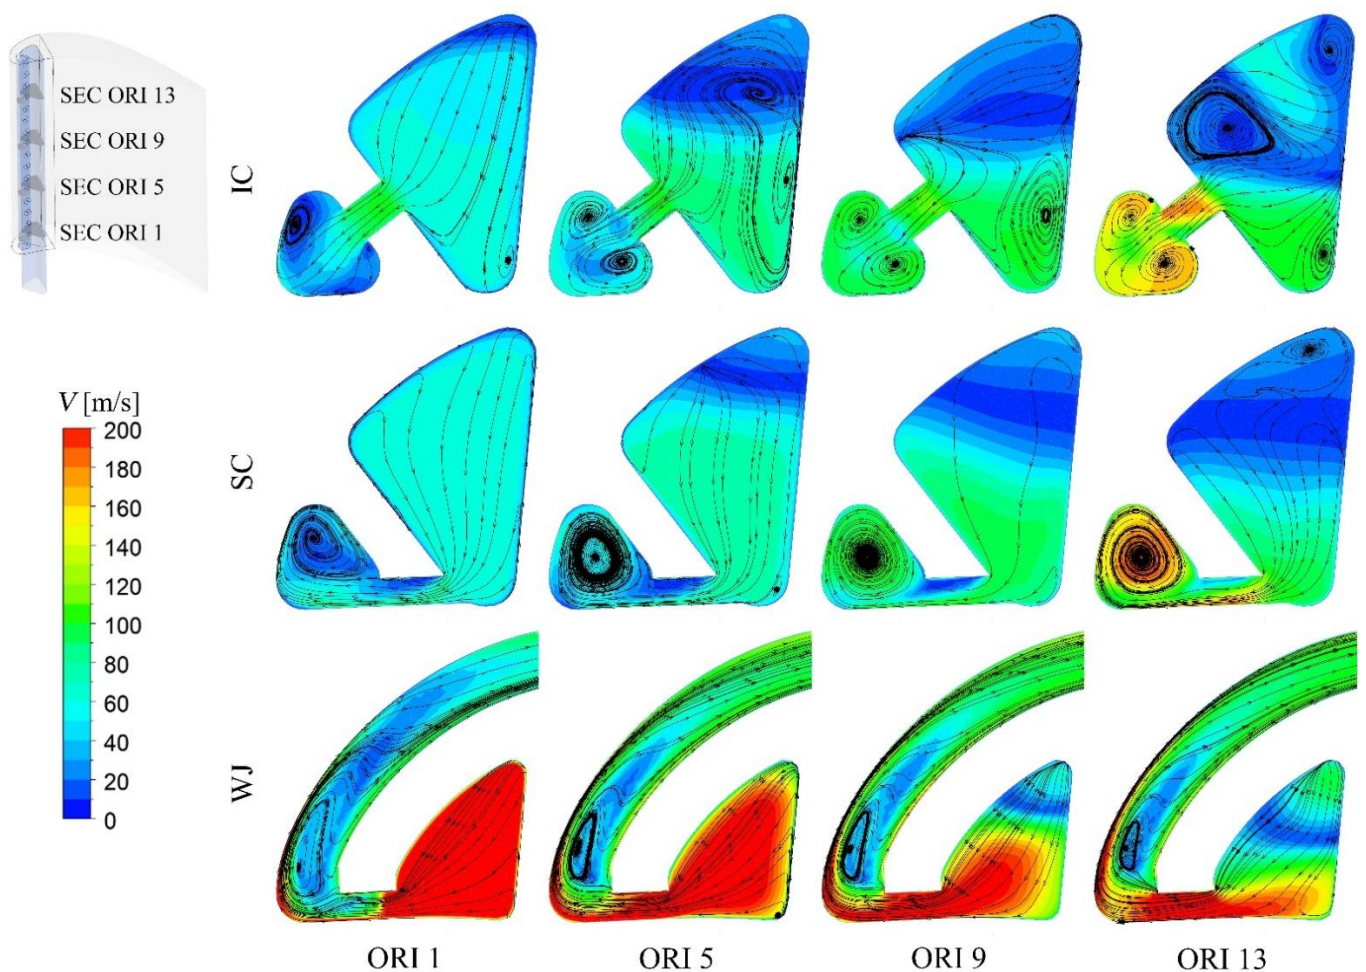 SEC ORI 13
SEC ORI 9
SEC ORI 5
SEC ORI 1
IC
SC
WJ
V [m/s]
200
180
160
140
120
100
80
60
40
20
0
ORI 1
ORI 5
ORI 9
ORI 13